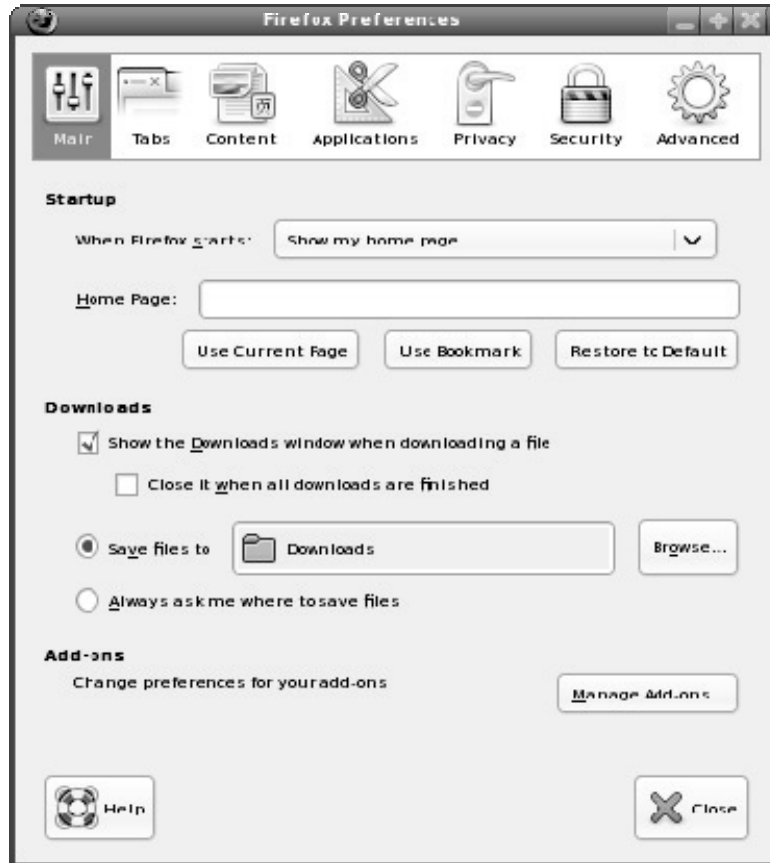 Firefox Preferences
Main Tabs Content Applications Privacy Security Advanced
Startup
When Firefox starts: Show my home page
Home Page:
Use Current Page Use Bookmark Restore to Default
Downloads
Show the Downloads window when downloading a file
Close it when all downloads are finished
Save files to Downloads Browse...
Always ask me where to save files
Add-ons
Change preferences for your add-ons
Manage Add-ons
Help Close